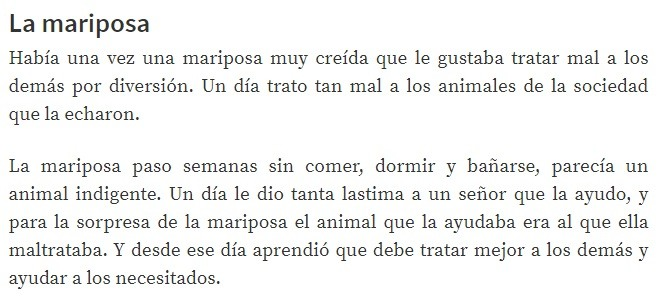 La mariposa
Había una vez una mariposa muy creída que le gustaba tratar mal a los
demás por diversión. Un día trato tan mal a los animales de la sociedad
que la echaron.
La mariposa paso semanas sin comer, dormir y bañarse, parecía un
animal indigente. Un día le dio tanta lastima a un señor que la ayudo, y
para la sorpresa de la mariposa el animal que la ayudaba era al que ella
maltrataba. Y desde ese día aprendió que debe tratar mejor a los demás y
ayudar a los necesitados.